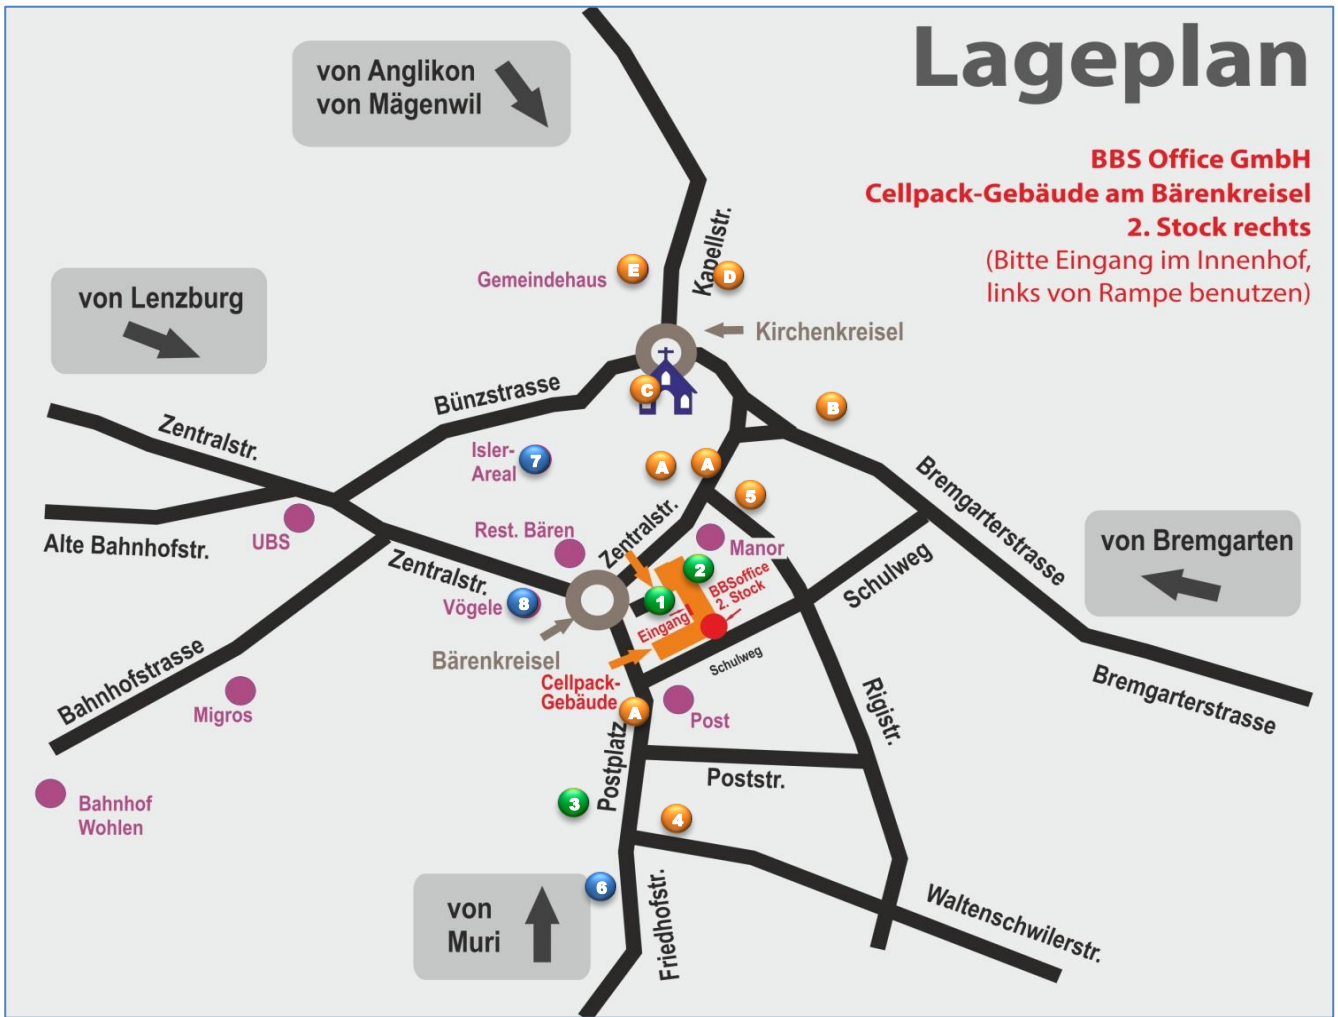 Lageplan
von Anglikon
von Mägenwil
BBS Office GmbH
Cellpack-Gebäude am Bärenkreisel
2. Stock rechts
(Bitte Eingang im Innenhof,
links von Rampe benutzen)
Kapellstr.
E
D
Gemeindehaus
von Lenzburg
Kirchenkreisel
Bünzstrasse
C
B
Zentralstr.
Isler-
Areal
7
A
A
5
Bremgarterstrasse
Alte Bahnhofstr.
UBS
Rest. Bären
Zentralstr.
Manor
von Bremgarten
Zentralstr.
Vögele
8
1
2
BBSoffice
2. Stock
Eingang
Schulweg
Schulweg
Bärenkreisel
Cellpack-
Gebäude
Bahnhofstrasse
Migros
A
Post
Rigistr.
Bremgarterstrasse
Postplatz
Poststr.
Bahnhof
Wohlen
3
4
6
von
Muri
Friedhofstr.
Waltenschwilerstr.